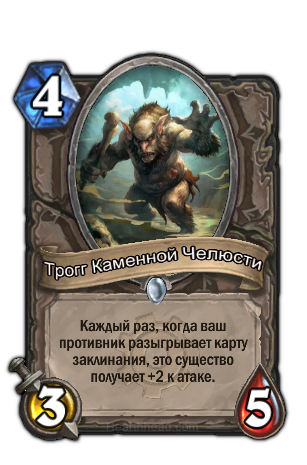 4
Трогг Каменной Челюсти
Каждый раз, когда ваш
противник разыгрывает карту
заклинания, это существо
получает +2 к атаке.
3
5